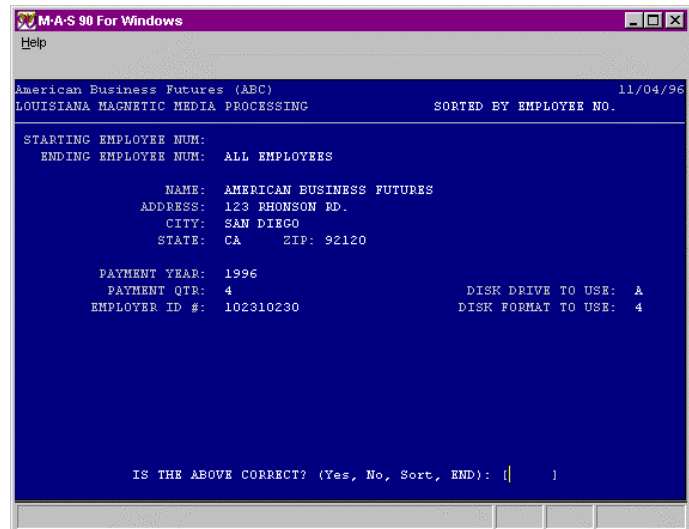 M·A·S 90 For Windows
Help
American Business Futures (ABC) 11/04/96
LOUISIANA MAGNETIC MEDIA PROCESSING SORTED BY EMPLOYEE NO.
STARTING EMPLOYEE NUM:
ENDING EMPLOYEE NUM: ALL EMPLOYEES
NAME: AMERICAN BUSINESS FUTURES
ADDRESS: 123 RHONSON RD.
CITY: SAN DIEGO
STATE: CA ZIP: 92120
PAYMENT YEAR: 1996
PAYMENT QTR: 4 DISK DRIVE TO USE: A
EMPLOYER ID #: 102310230 DISK FORMAT TO USE: 4
IS THE ABOVE CORRECT? (Yes, No, Sort, END): [ ]